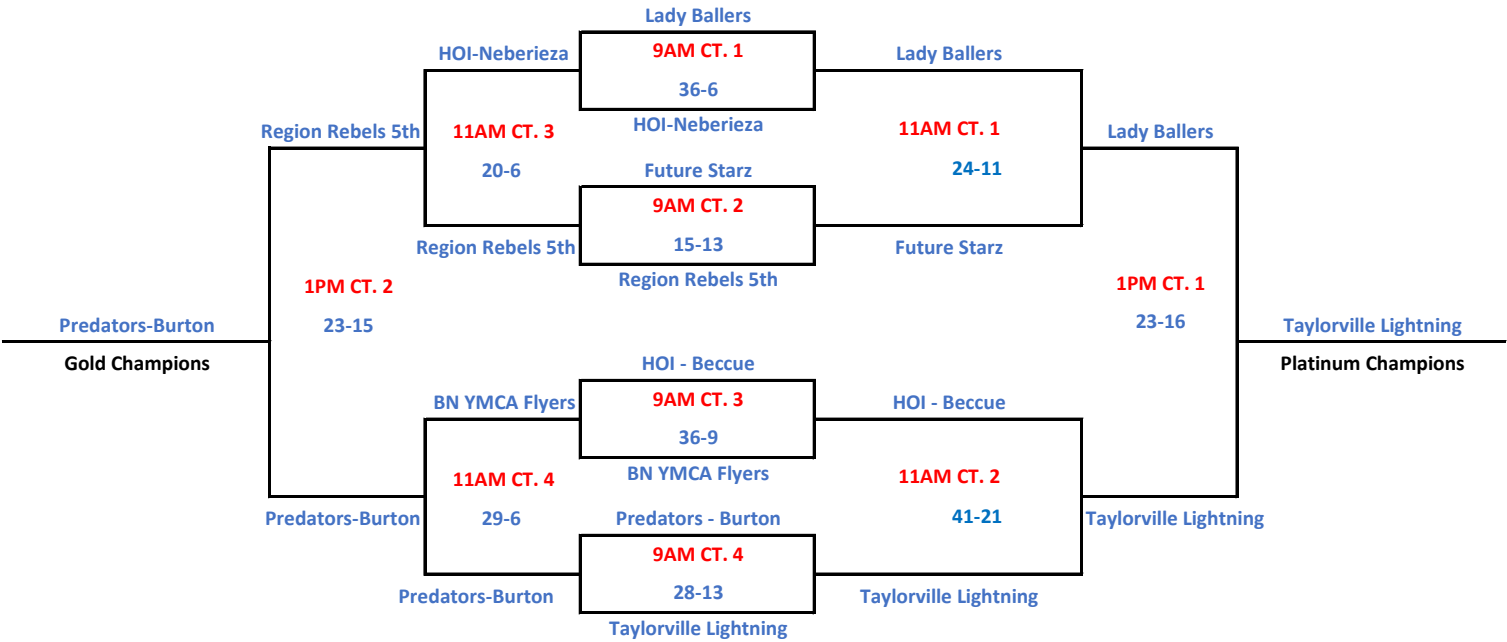 Lady Ballers
HOI-Neberieza
9AM CT. 1
Lady Ballers
36-6
Region Rebels 5th
11AM CT. 3
HOI-Neberieza
11AM CT. 1
Lady Ballers
20-6
Future Starz
24-11
9AM CT. 2
Region Rebels 5th
15-13
Future Starz
Region Rebels 5th
1PM CT. 2
1PM CT. 1
Predators-Burton
23-15
23-16
Taylorville Lightning
Gold Champions
HOI - Beccue
Platinum Champions
BN YMCA Flyers
9AM CT. 3
HOI - Beccue
36-9
11AM CT. 4
BN YMCA Flyers
11AM CT. 2
Predators-Burton
29-6
Predators - Burton
41-21
Taylorville Lightning
9AM CT. 4
Predators-Burton
28-13
Taylorville Lightning
Taylorville Lightning